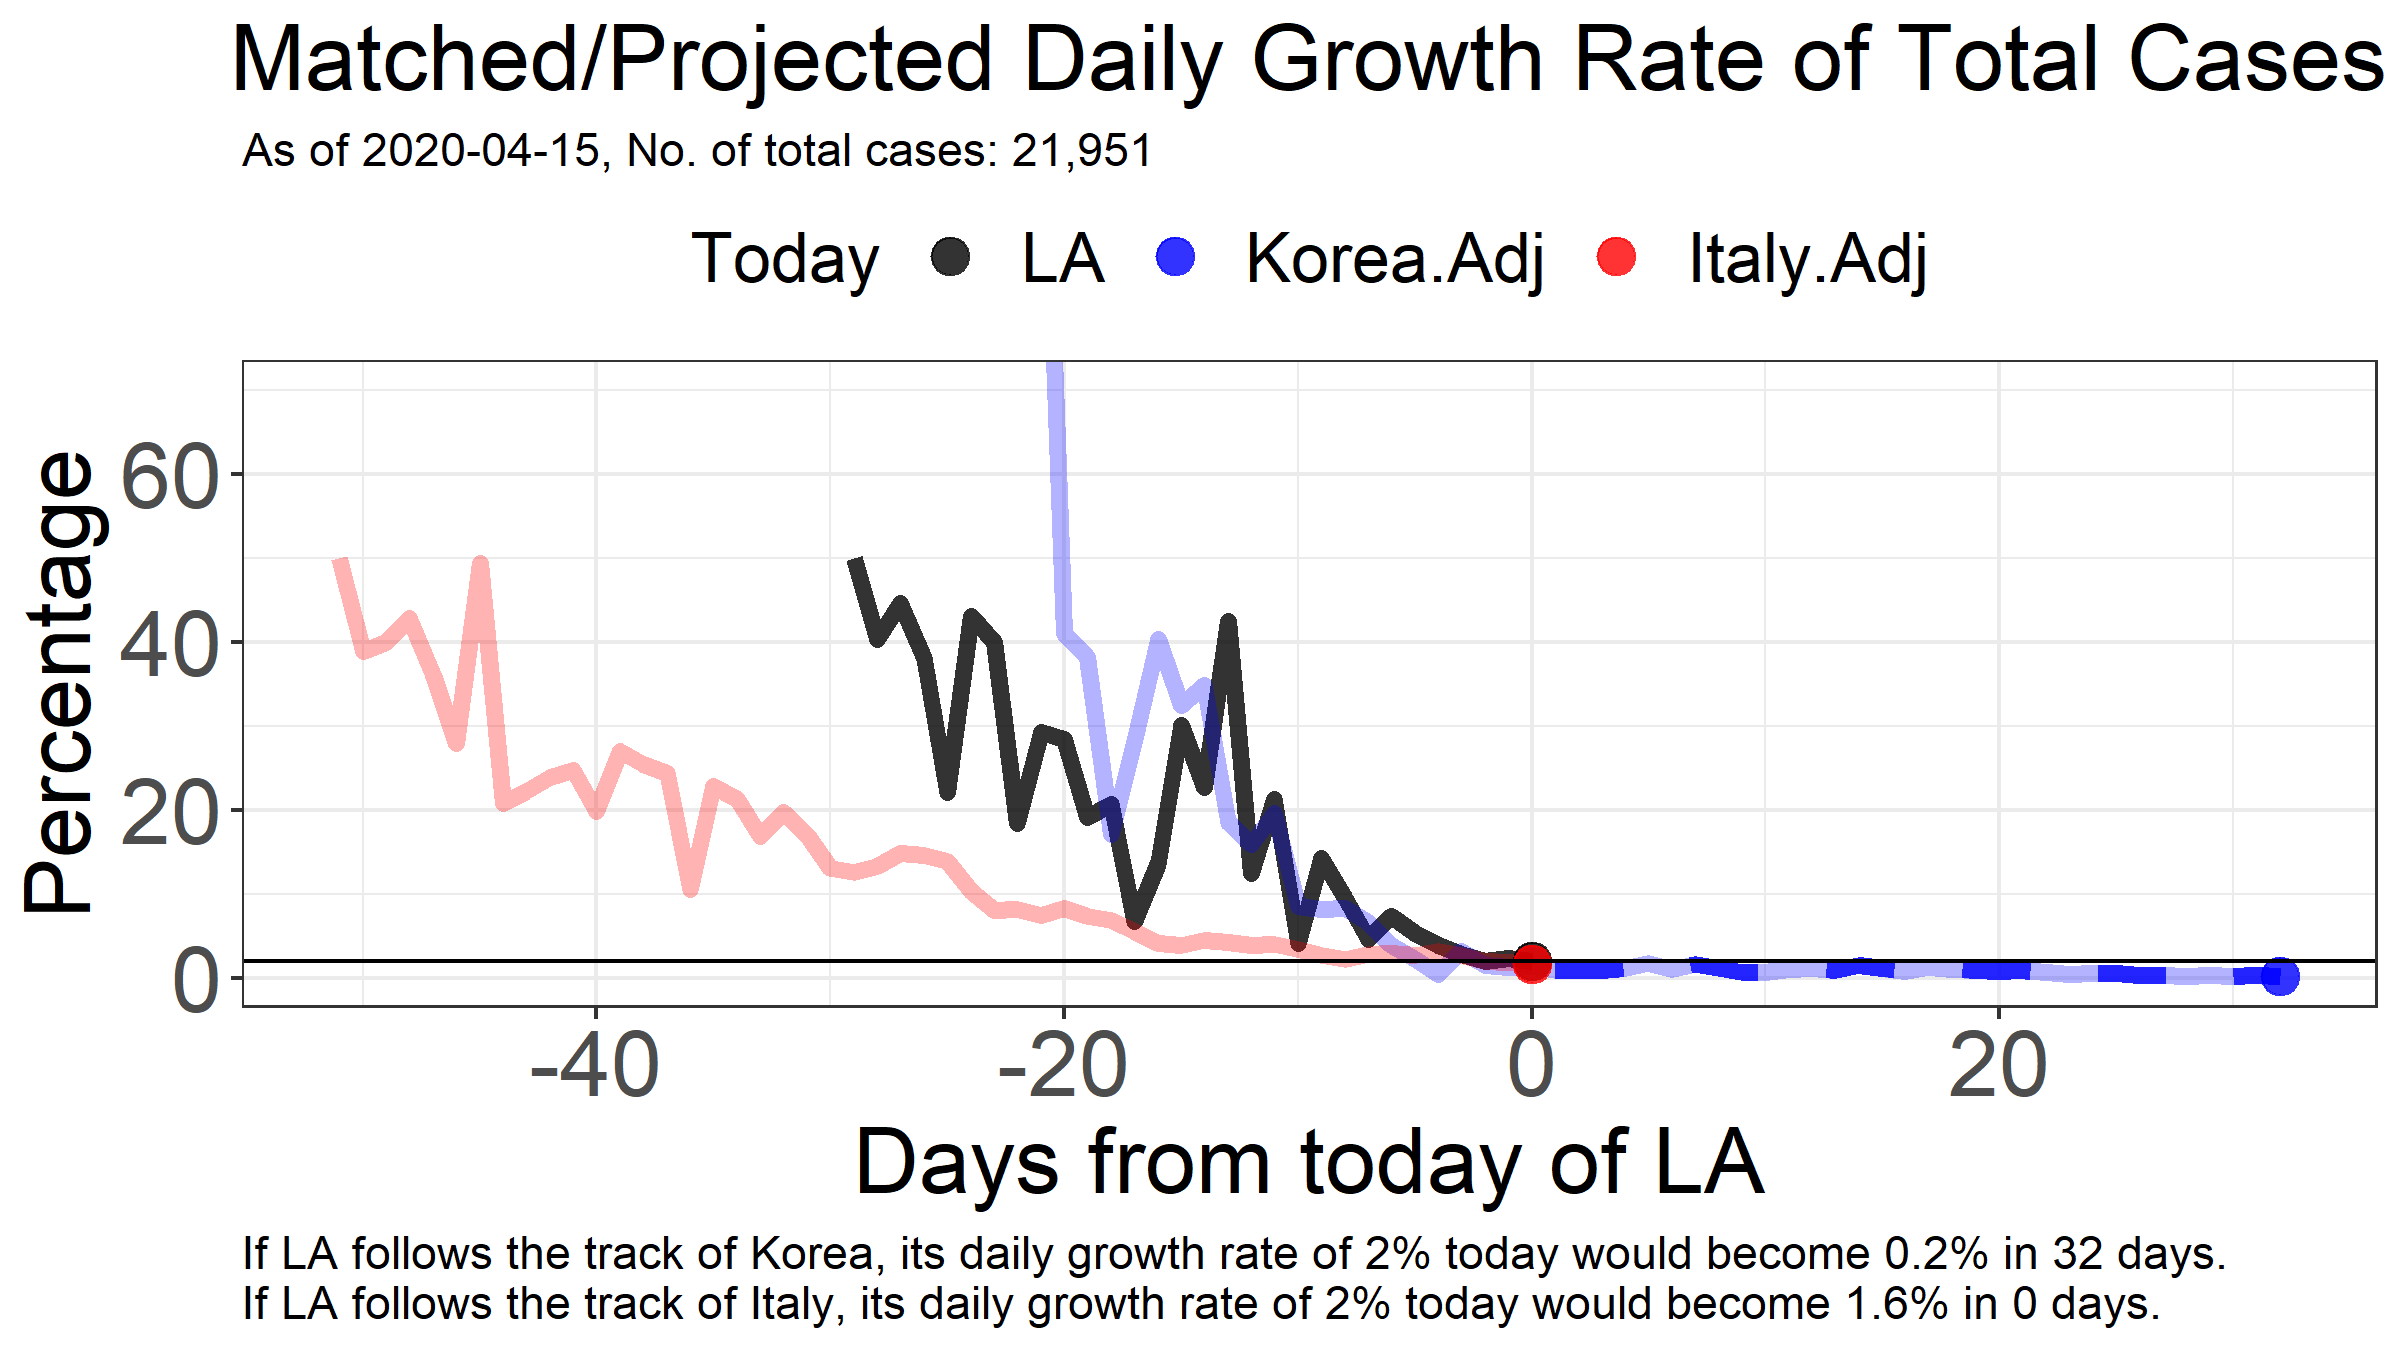 Matched/Projected Daily Growth Rate of Total Cases
As of 2020-04-15, No. of total cases: 21,951
Today LA Korea.Adj Italy.Adj
Percentage
60
40
20
0
-40 -20 0 20
Days from today of LA
If LA follows the track of Korea, its daily growth rate of 2% today would become 0.2% in 32 days.
If LA follows the track of Italy, its daily growth rate of 2% today would become 1.6% in 0 days.